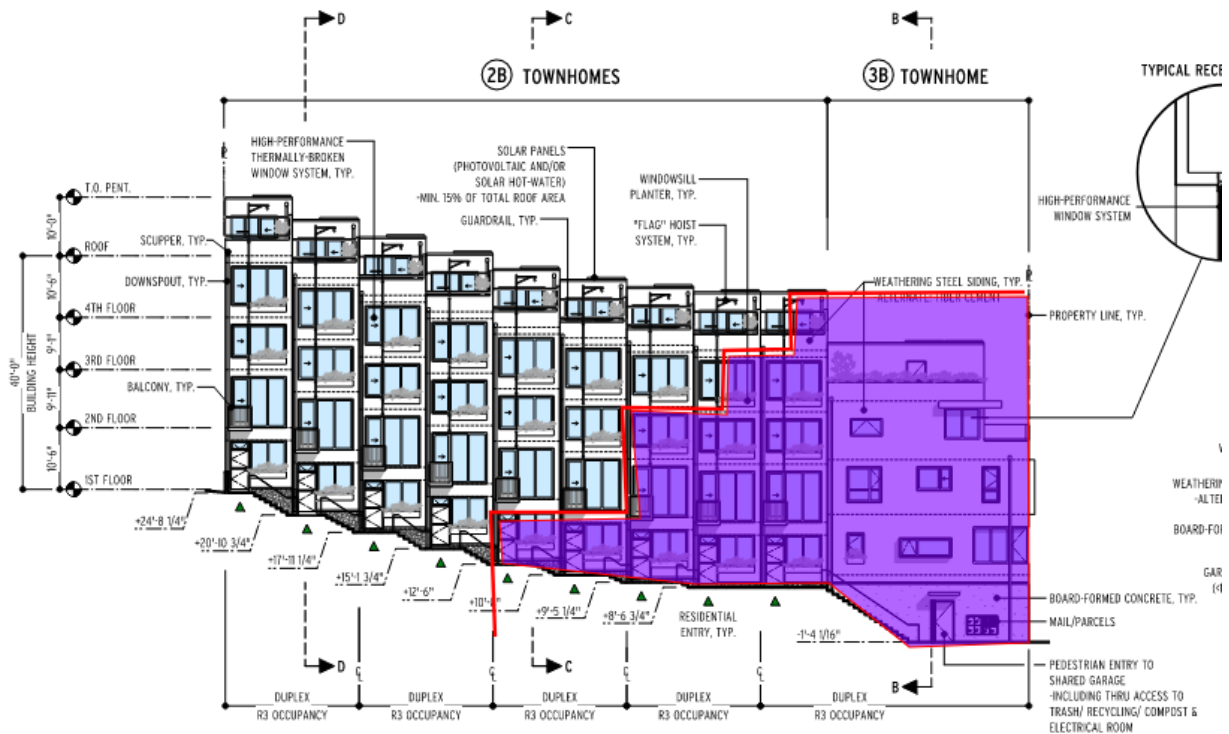 D
C
B
2B TOWNHOMES
3B TOWNHOME
TYPICAL RECE
HIGH-PERFORMANCE
THERMALLY-BROKEN
WINDOW SYSTEM, TYP.
SOLAR PANELS
(PHOTOVOLTAIC AND/OR
SOLAR HOT-WATER)
-MIN. 15% OF TOTAL ROOF AREA
GUARDRAIL, TYP.
WINDOWSILL
PLANTER, TYP.
"FLAG" HOIST
SYSTEM, TYP.
HIGH-PERFORMANCE
WINDOW SYSTEM
WEATHERING STEEL SIDING, TYP.
ALTERNATE: FIBER CEMENT
PROPERTY LINE, TYP.
T.O. PENT.
10'-0"
ROOF
SCUPPER, TYP.
10'-6"
DOWNSPOUT, TYP.
4TH FLOOR
9'-1"
3RD FLOOR
40'-0"
BUILDING HEIGHT
BALCONY, TYP.
9'-11"
2ND FLOOR
10'-6"
1ST FLOOR
+24'-8 1/4"
+20'-10 3/4"
+17'-11 1/4"
+15'-1 3/4"
+12'-6"
+9'-5 1/4"
+8'-6 3/4"
RESIDENTIAL
ENTRY, TYP.
-1'-4 1/16"
WEATHERIN
-ALTE
BOARD-FOR
GAR
BOARD-FORMED CONCRETE, TYP.
MAIL/PARCELS
PEDESTRIAN ENTRY TO
SHARED GARAGE
-INCLUDING THRU ACCESS TO
TRASH/ RECYCLING/ COMPOST &
ELECTRICAL ROOM
D
C
B
DUPLEX
R3 OCCUPANCY
DUPLEX
R3 OCCUPANCY
DUPLEX
R3 OCCUPANCY
DUPLEX
R3 OCCUPANCY
DUPLEX
R3 OCCUPANCY